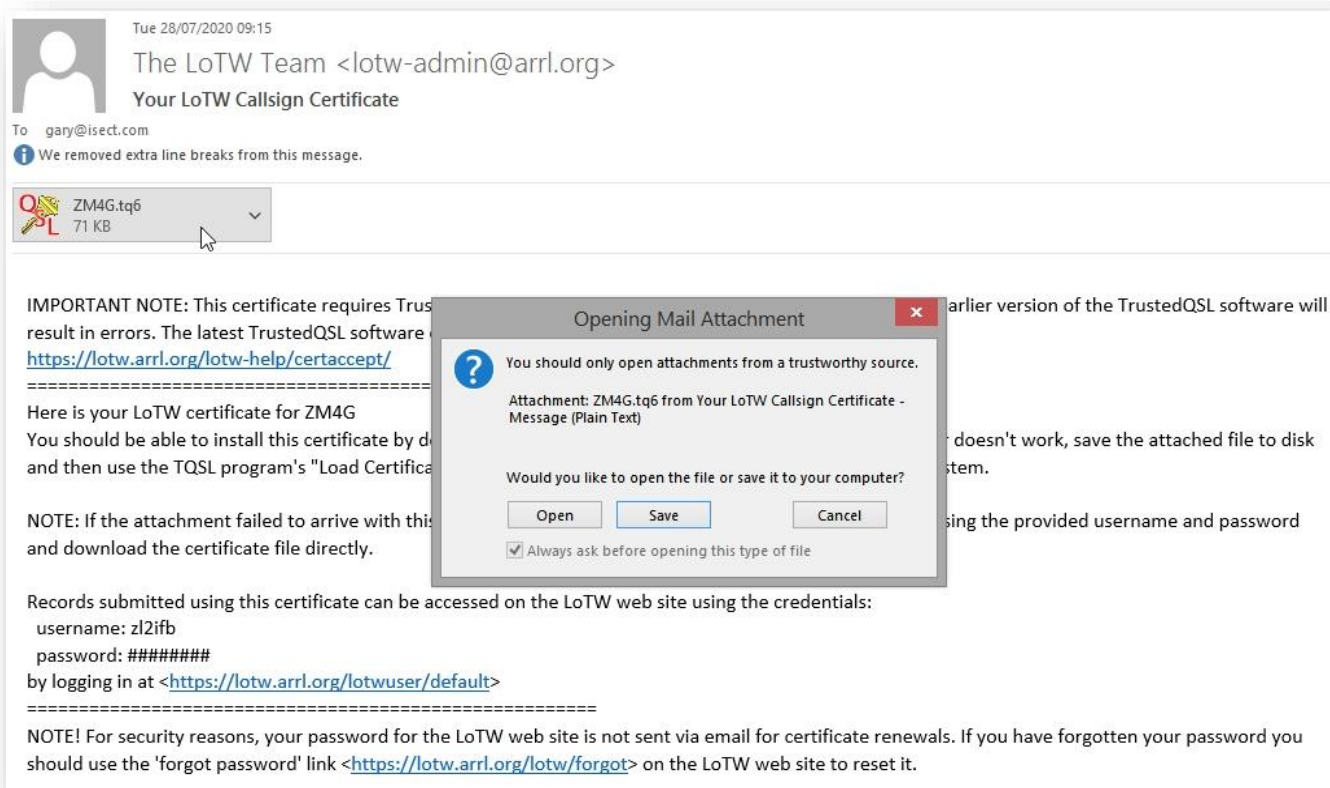 Tue 28/07/2020 09:15
The LoTW Team <lotw-admin@arrl.org>
Your LoTW Callsign Certificate
To gary@isect.com
We removed extra line breaks from this message.
QSL
ZM4G.tq6
71 KB
IMPORTANT NOTE: This certificate requires Trus
arlier version of the TrustedQSL software will
result in errors. The latest TrustedQSL software
https://lotw.arrl.org/lotw-help/certaccept/
=======================================
Here is your LoTW certificate for ZM4G
You should be able to install this certificate by d
doesn't work, save the attached file to disk
and then use the TQSL program's "Load Certifica
stem.
NOTE: If the attachment failed to arrive with this
sing the provided username and password
and download the certificate file directly.
Opening Mail Attachment
You should only open attachments from a trustworthy source.
Attachment: ZM4G.tq6 from Your LoTW Callsign Certificate -
Message (Plain Text)
Would you like to open the file or save it to your computer?
Open Save Cancel
Always ask before opening this type of file
Records submitted using this certificate can be accessed on the LoTW web site using the credentials:
username: zl2ifb
password: ########
by logging in at <https://lotw.arrl.org/lotwuser/default>
=======================================================
NOTE! For security reasons, your password for the LoTW web site is not sent via email for certificate renewals. If you have forgotten your password you
should use the 'forgot password' link <https://lotw.arrl.org/lotw/forgot> on the LoTW web site to reset it.